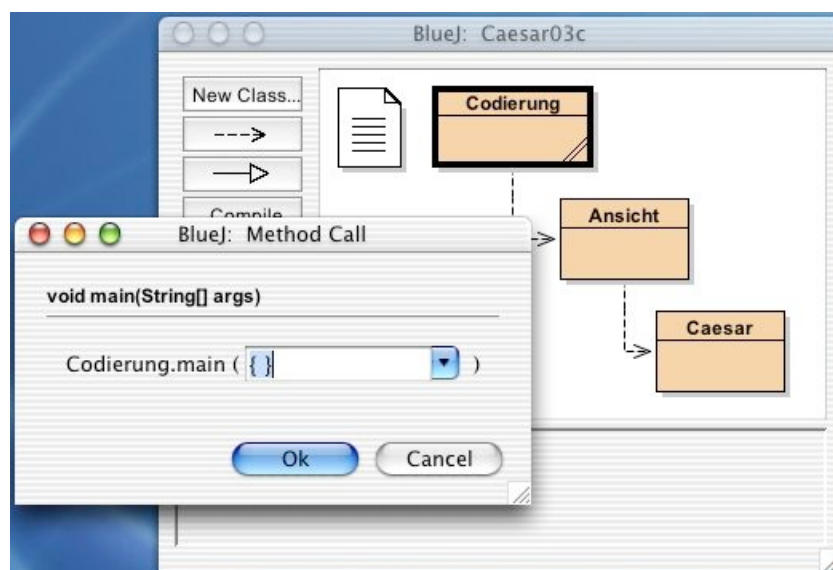 BlueJ: Caesar03c
New Class...
Codierung
Compile
Ansicht
Caesar
BlueJ: Method Call
void main(String[] args)
Codierung.main ( { } )
Ok
Cancel